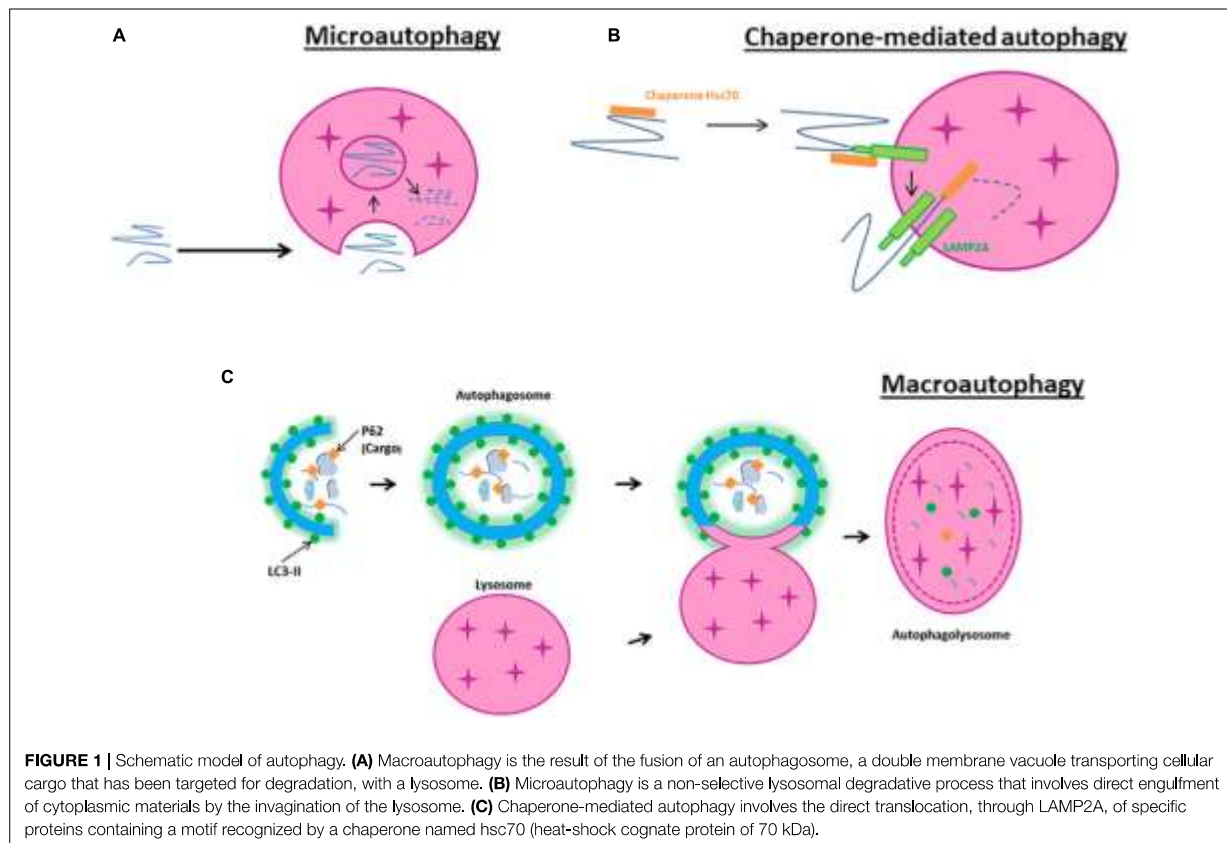 A
Microautophagy
B
Chaperone-mediated autophagy
Chaperone Hsc70
LAMP2A
C
Macroautophagy
Autophagosome
P62
(Cargo)
LC3-II
Lysosome
Autophagolysosome
FIGURE 1 | Schematic model of autophagy. (A) Macroautophagy is the result of the fusion of an autophagosome, a double membrane vacuole transporting cellular
cargo that has been targeted for degradation, with a lysosome. (B) Microautophagy is a non-selective lysosomal degradative process that involves direct engulfment
of cytoplasmic materials by the invagination of the lysosome. (C) Chaperone-mediated autophagy involves the direct translocation, through LAMP2A, of specific
proteins containing a motif recognized by a chaperone named hsc70 (heat-shock cognate protein of 70 kDa).